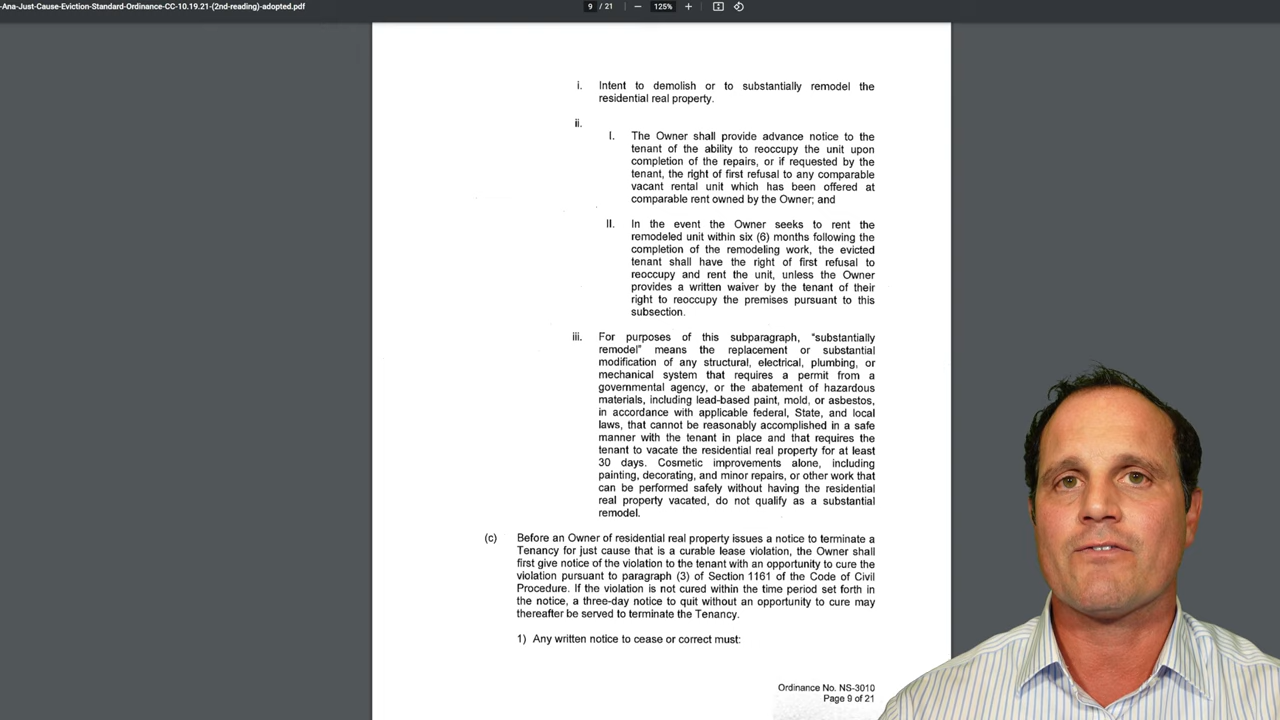 -Ana-Just-Cause-Eviction-Standard-Ordinance-CC-10.19.21-(2nd-reading)-adopted.pdf
9 / 21
125%
i. Intent to demolish or to substantially remodel the
residential real property.
ii.
I. The Owner shall provide advance notice to the
tenant of the ability to reoccupy the unit upon
completion of the repairs, or if requested by the
tenant, the right of first refusal to any comparable
vacant rental unit which has been offered at
comparable rent owned by the Owner; and
II. In the event the Owner seeks to rent the
remodeled unit within six (6) months following the
completion of the remodeling work, the evicted
tenant shall have the right of first refusal to
reoccupy and rent the unit, unless the Owner
provides a written waiver by the tenant of their
right to reoccupy the premises pursuant to this
subsection.
iii. For purposes of this subparagraph, "substantially
remodel" means the replacement or substantial
modification of any structural, electrical, plumbing, or
mechanical system that requires a permit from a
governmental agency, or the abatement of hazardous
materials, including lead-based paint, mold, or asbestos,
in accordance with applicable federal, State, and local
laws, that cannot be reasonably accomplished in a safe
manner with the tenant in place and that requires the
tenant to vacate the residential real property for at least
30 days. Cosmetic improvements alone, including
painting, decorating, and minor repairs, or other work that
can be performed safely without having the residential
real property vacated, do not qualify as a substantial
remodel.
(c) Before an Owner of residential real property issues a notice to terminate a
Tenancy for just cause that is a curable lease violation, the Owner shall
first give notice of the violation to the tenant with an opportunity to cure the
violation pursuant to paragraph (3) of Section 1161 of the Code of Civil
Procedure. If the violation is not cured within the time period set forth in
the notice, a three-day notice to quit without an opportunity to cure may
thereafter be served to terminate the Tenancy.
1) Any written notice to cease or correct must:
Ordinance No. NS-3010
Page 9 of 21